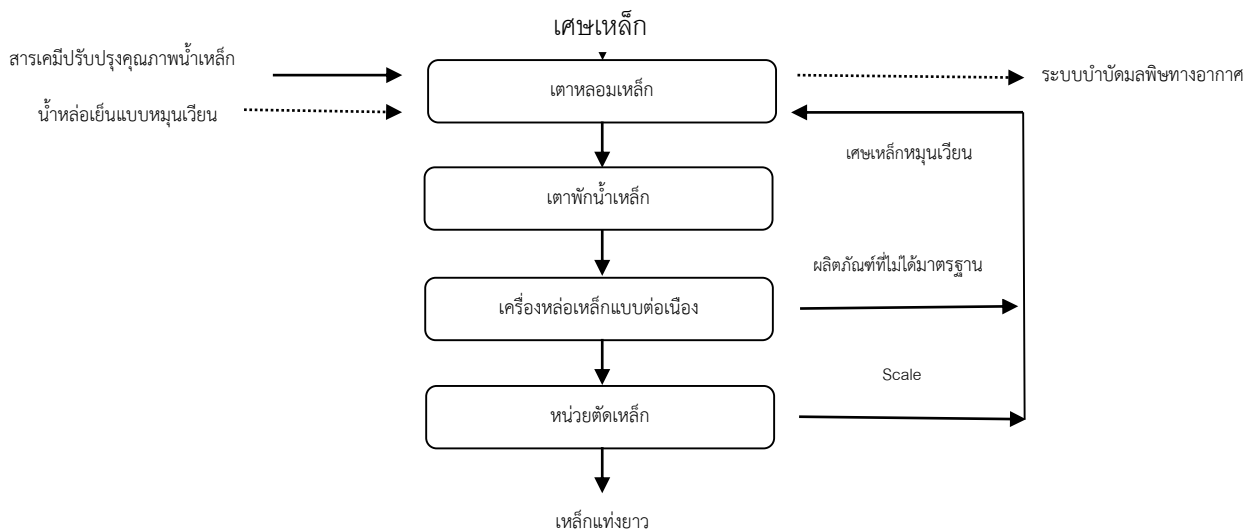 เศษเหล็ก
สารเคมีปรับปรุงคุณภาพน้ำเหล็ก
เตาหลอมเหล็ก
ระบบบำบัดมลพิษทางอากาศ
น้ำหล่อเย็นแบบหมุนเวียน
เศษเหล็กหมุนเวียน
เตาพักน้ำเหล็ก
ผลิตภัณฑ์ที่ไม่ได้มาตรฐาน
เครื่องหล่อเหล็กแบบต่อเนือง
Scale
หน่วยตัดเหล็ก
เหล็กแท่งยาว